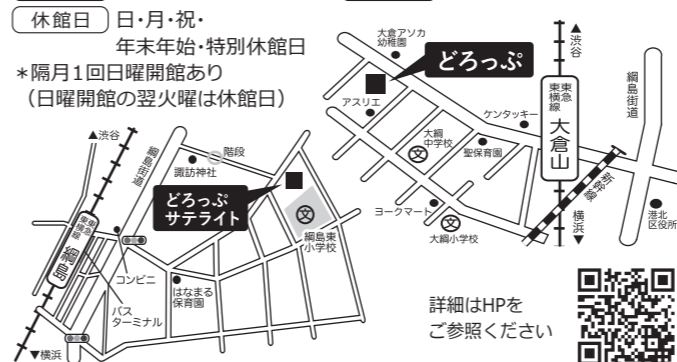 休館日 日・月・祝・
年末年始・特別休館日
*隔月1回日曜開館あり
(日曜開館の翌火曜は休館日)
大倉アソカ
幼稚園
どろっぷ
アスリエ
ケンタッキー
大綱
中学校
文
聖保育園
ヨークマート
文
大綱小学校
▲渋谷
東急
東横線
大倉山
新幹線
横浜▼
綱島街道
港北
区役所
▲渋谷
綱島街道
階段
諏訪神社
どろっぷ
サテライト
文
綱島東
小学校
東急
東横線
綱島
コンビニ
はなまる
保育園
バス
ターミナル
▼横浜
詳細はHPを
ご参照ください